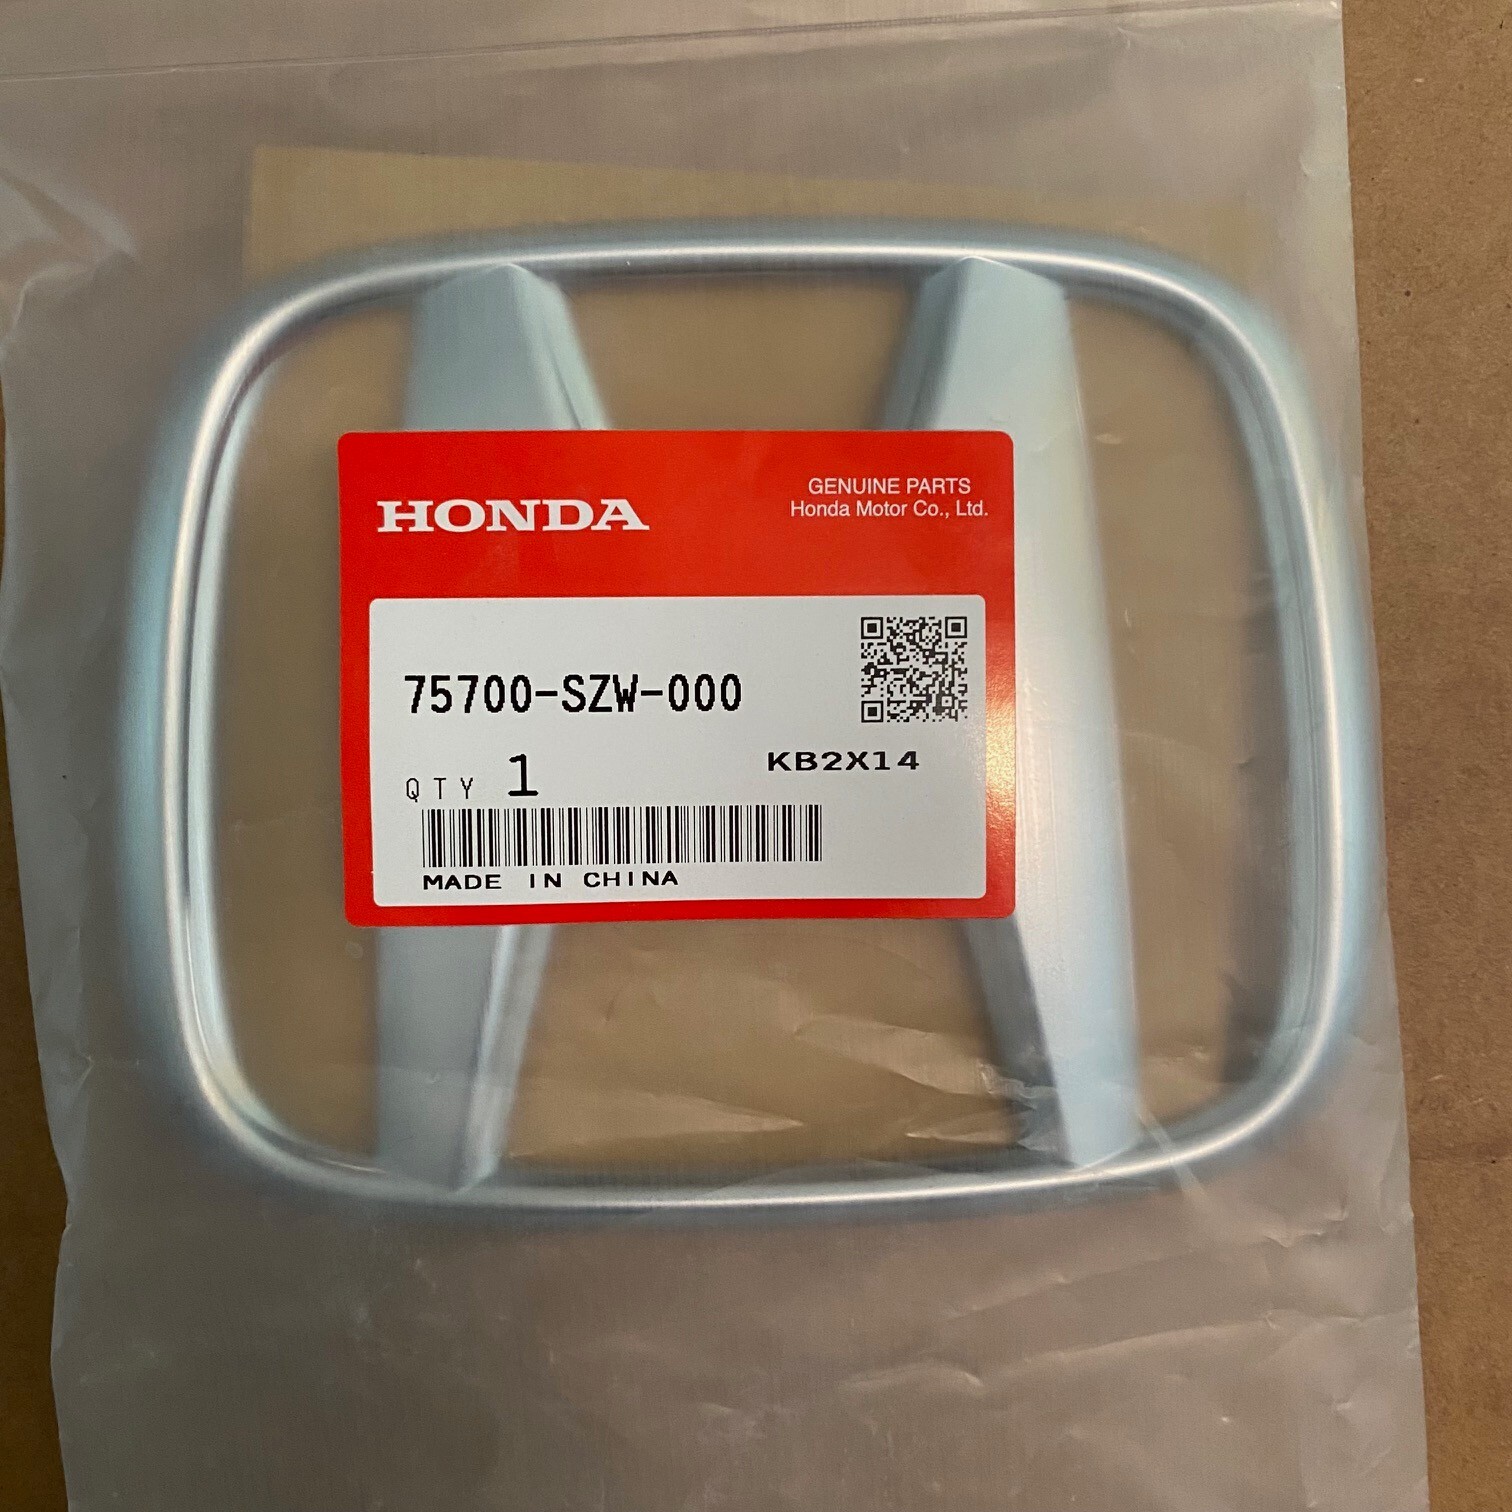 HONDA
GENUINE PARTS
Honda Motor Co., Ltd.
75700-SZW-000
KB2X14
QTY 1
MADE IN CHINA